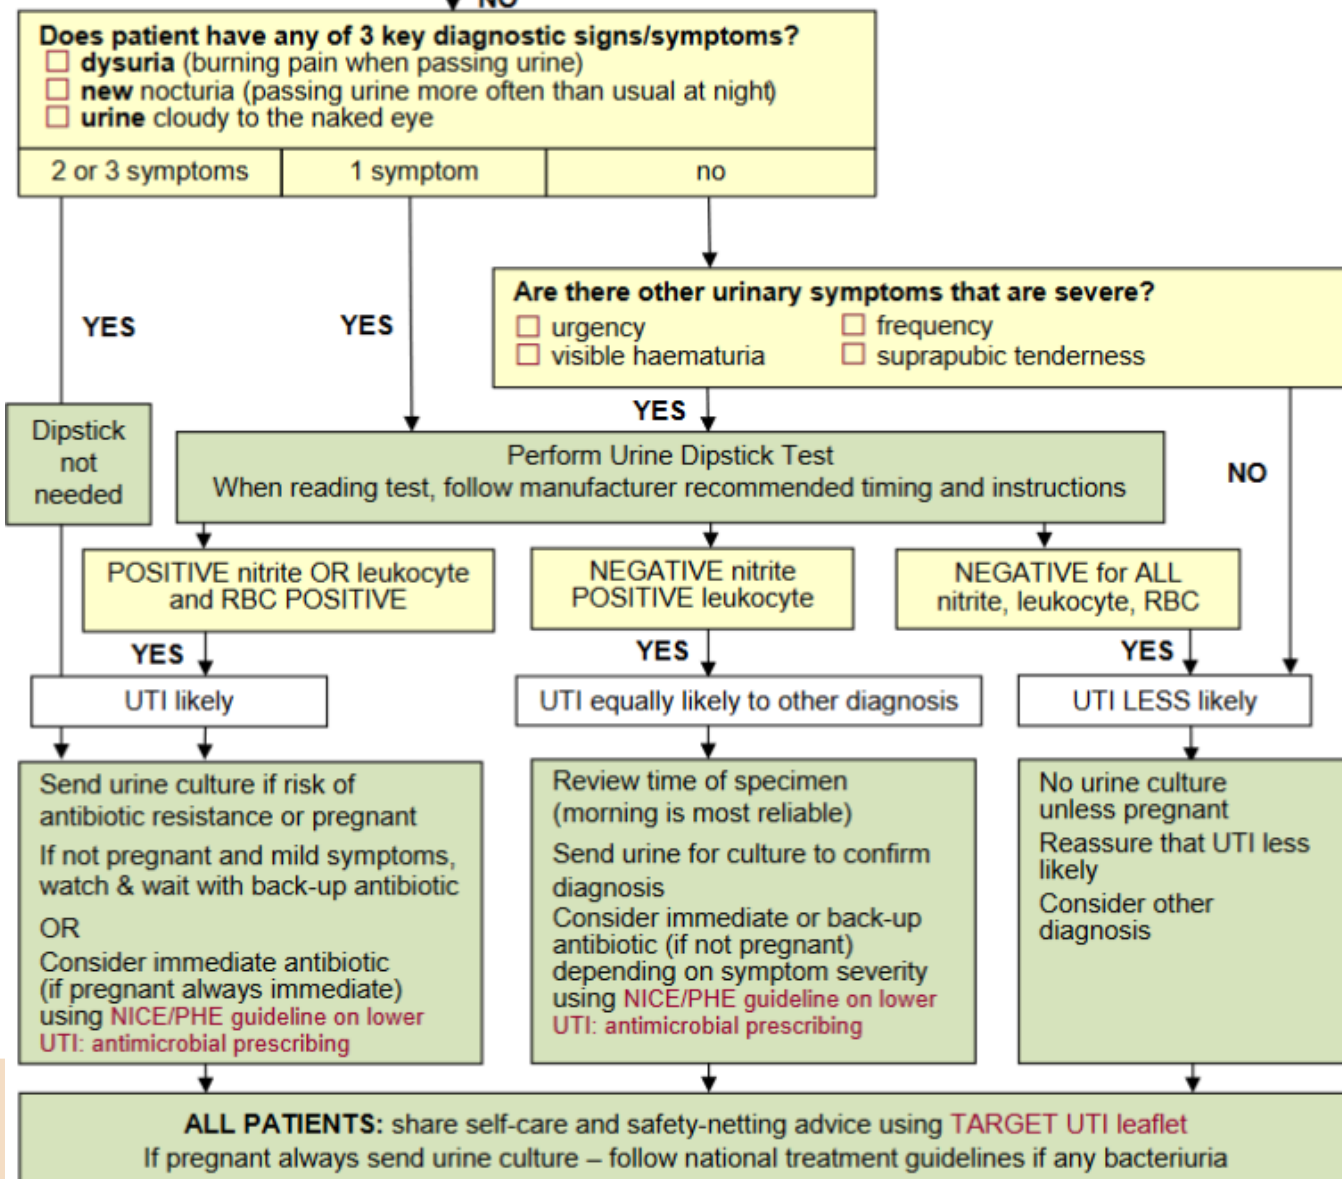 NO
Does patient have any of 3 key diagnostic signs/symptoms?
dysuria (burning pain when passing urine)
new nocturia (passing urine more often than usual at night)
urine cloudy to the naked eye
2 or 3 symptoms
1 symptom
no
Are there other urinary symptoms that are severe?
urgency
frequency
visible haematuria
suprapubic tenderness
YES
YES
YES
NO
Dipstick
not
needed
Perform Urine Dipstick Test
When reading test, follow manufacturer recommended timing and instructions
POSITIVE nitrite OR leukocyte
and RBC POSITIVE
NEGATIVE nitrite
POSITIVE leukocyte
NEGATIVE for ALL
nitrite, leukocyte, RBC
YES
YES
YES
UTI likely
UTI equally likely to other diagnosis
UTI LESS likely
Send urine culture if risk of
antibiotic resistance or pregnant
If not pregnant and mild symptoms,
watch & wait with back-up antibiotic
OR
Consider immediate antibiotic
(if pregnant always immediate)
using NICE/PHE guideline on lower
UTI: antimicrobial prescribing
Review time of specimen
(morning is most reliable)
Send urine for culture to confirm
diagnosis
Consider immediate or back-up
antibiotic (if not pregnant)
depending on symptom severity
using NICE/PHE guideline on lower
UTI: antimicrobial prescribing
No urine culture
unless pregnant
Reassure that UTI less
likely
Consider other
diagnosis
ALL PATIENTS: share self-care and safety-netting advice using TARGET UTI leaflet
If pregnant always send urine culture – follow national treatment guidelines if any bacteriuria